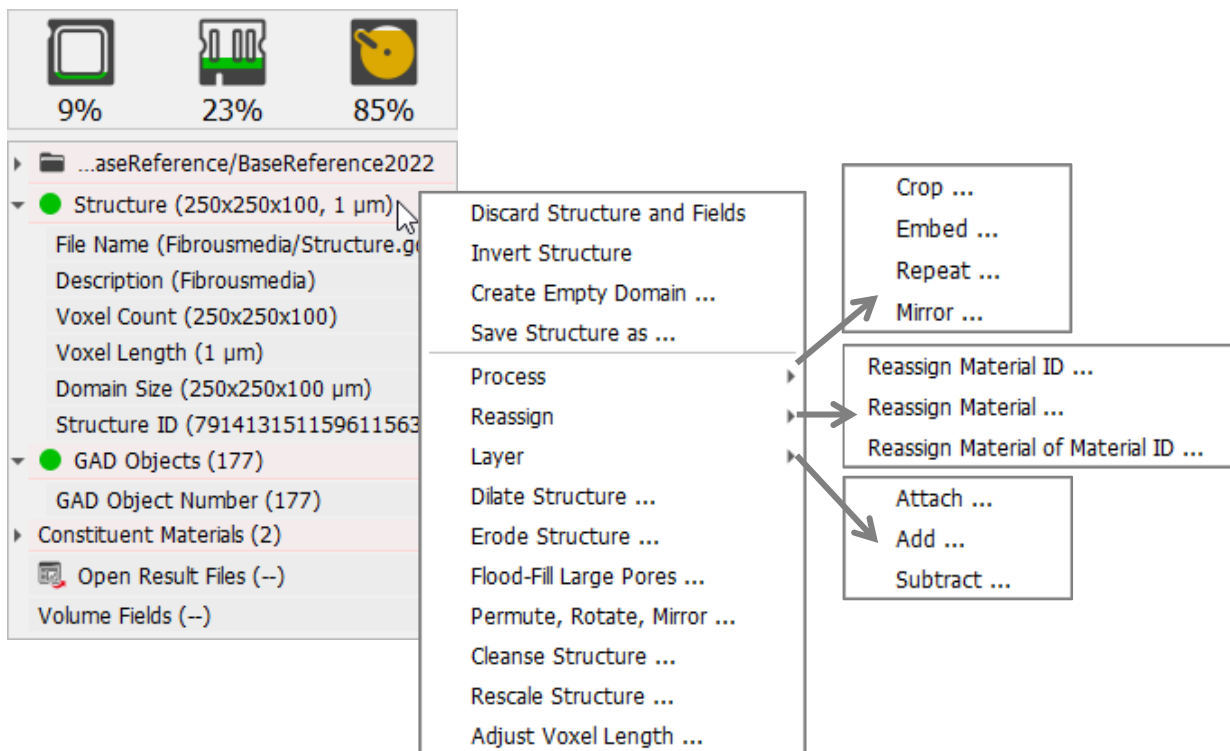 9% 23% 85%
...aseReference/BaseReference2022
Structure (250x250x100, 1 µm)
File Name (Fibrousmedia/Structure.g
Description (Fibrousmedia)
Voxel Count (250x250x100)
Voxel Length (1 µm)
Domain Size (250x250x100 µm)
Structure ID (791413151159611563
GAD Objects (177)
GAD Object Number (177)
Constituent Materials (2)
Open Result Files (--)
Volume Fields (--)
Discard Structure and Fields
Invert Structure
Create Empty Domain ...
Save Structure as ...
Process
Reassign
Layer
Dilate Structure ...
Erode Structure ...
Flood-Fill Large Pores ...
Permute, Rotate, Mirror ...
Cleanse Structure ...
Rescale Structure ...
Adjust Voxel Length ...
Crop ...
Embed ...
Repeat ...
Mirror ...
Reassign Material ID ...
Reassign Material ...
Reassign Material of Material ID ...
Attach ...
Add ...
Subtract ...